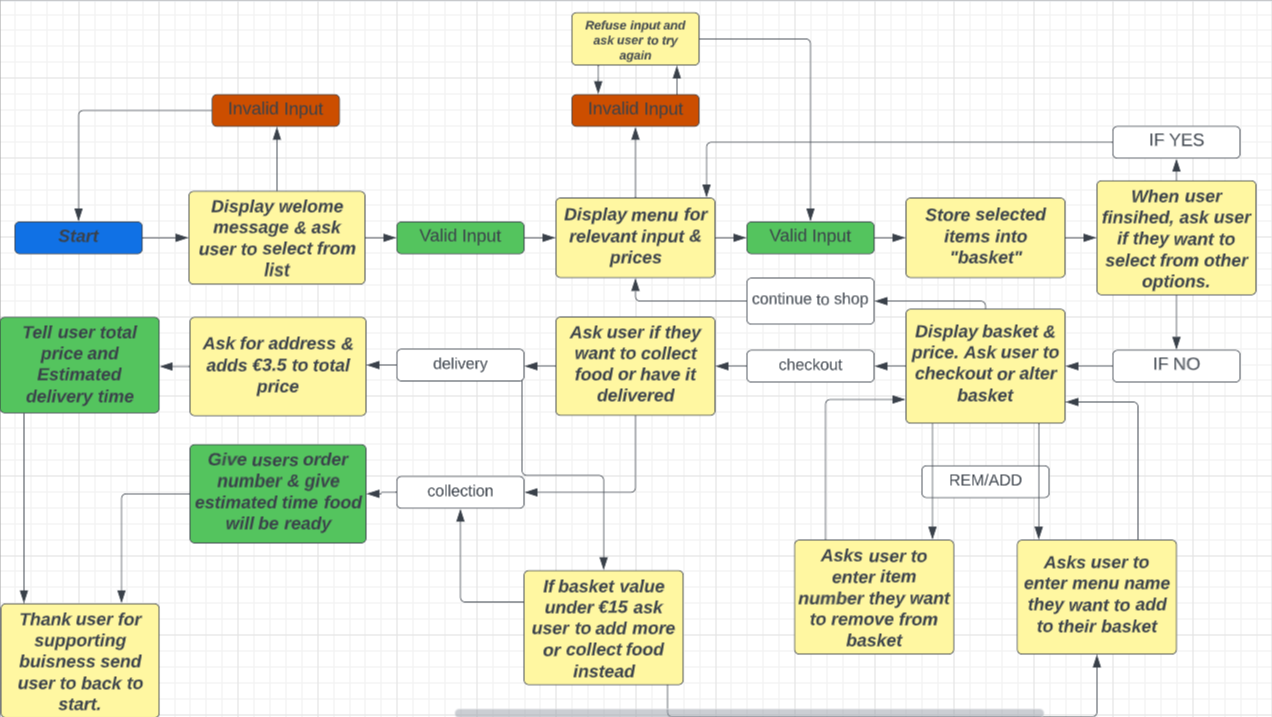 Refuse input and
ask user to try
again
Invalid Input
Invalid Input
IF YES
Start
Display welome
message & ask
user to select from
list
Valid Input
Display menu for
relevant input &
prices
Valid Input
Store selected
items into
"basket"
When user
finsihed, ask user
if they want to
select from other
options.
continue to shop
Tell user total
price and
Estimated
delivery time
Ask for address &
adds €3.5 to total
price
delivery
Ask user if they
want to collect
food or have it
delivered
checkout
Display basket &
price. Ask user to
checkout or alter
basket
IF NO
Give users order
number & give
estimated time food
will be ready
collection
REM/ADD
Thank user for
supporting
buisness send
user to back to
start.
If basket value
under €15 ask
user to add more
or collect food
instead
Asks user to
enter item
number they want
to remove from
basket
Asks user to
enter menu name
they want to add
to their basket